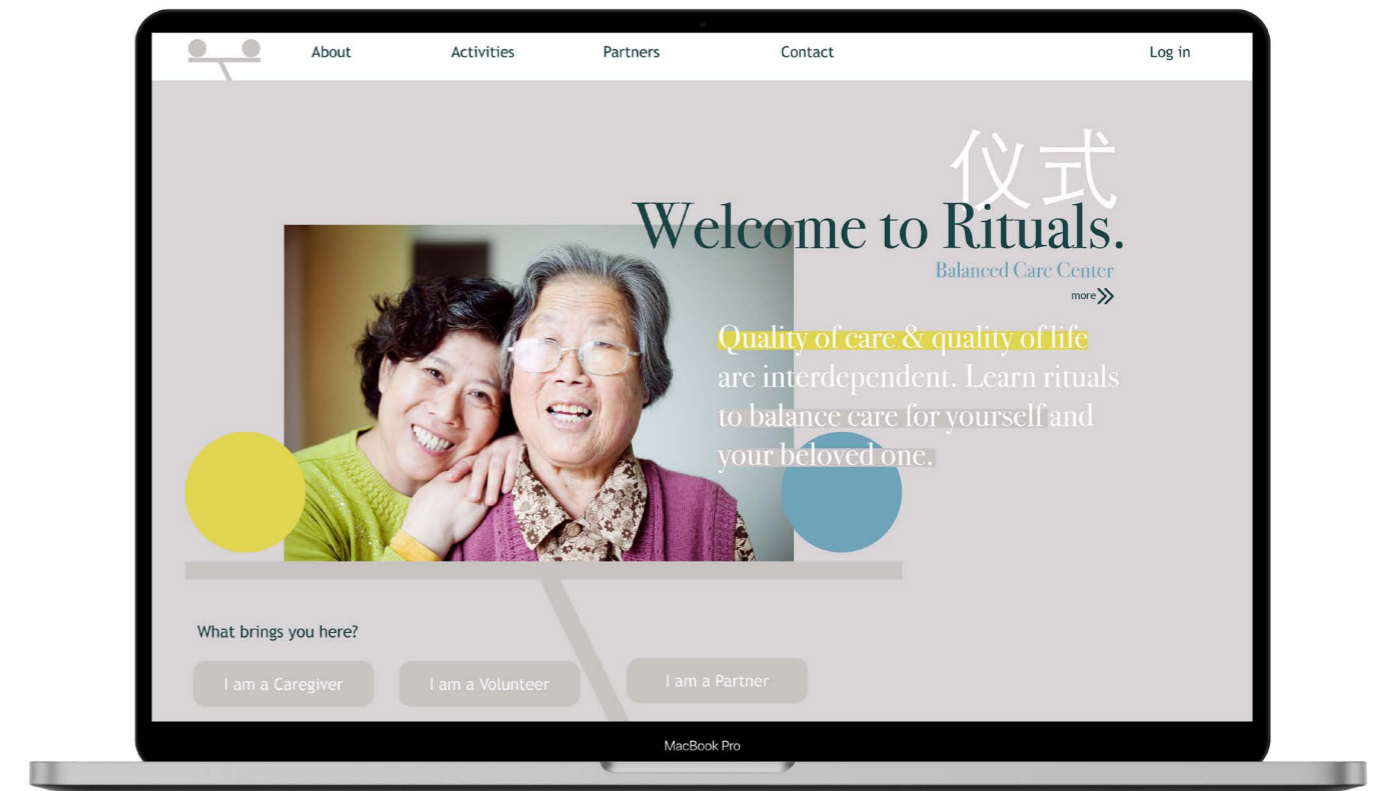 About
Activities
Partners
Contact
Log in
仪式
Welcome to Rituals.
Balanced Care Center
more
Quality of care & quality of life
are interdependent. Learn rituals
to balance care for yourself and
your beloved one.
What brings you here?
I am a Caregiver
I am a Volunteer
I am a Partner
MacBook Pro